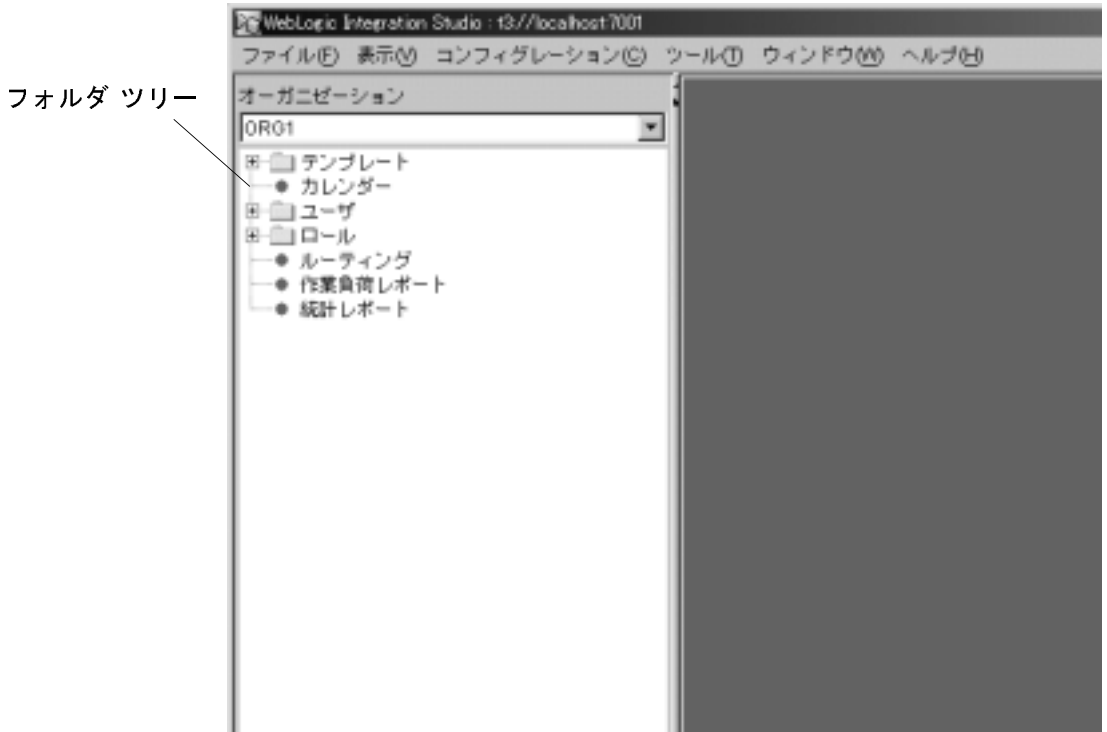 WebLogic Integration Studio : t3://localhost:7001
ファイル(F) 表示(V) コンフィグレーション(C) ツール(T) ウィンドウ(W) ヘルプ(H)
フォルダ ツリー
オーガニゼーション
ORG1
テンプレート
カレンダー
ユーザ
ロール
ルーティング
作業負荷レポート
統計レポート